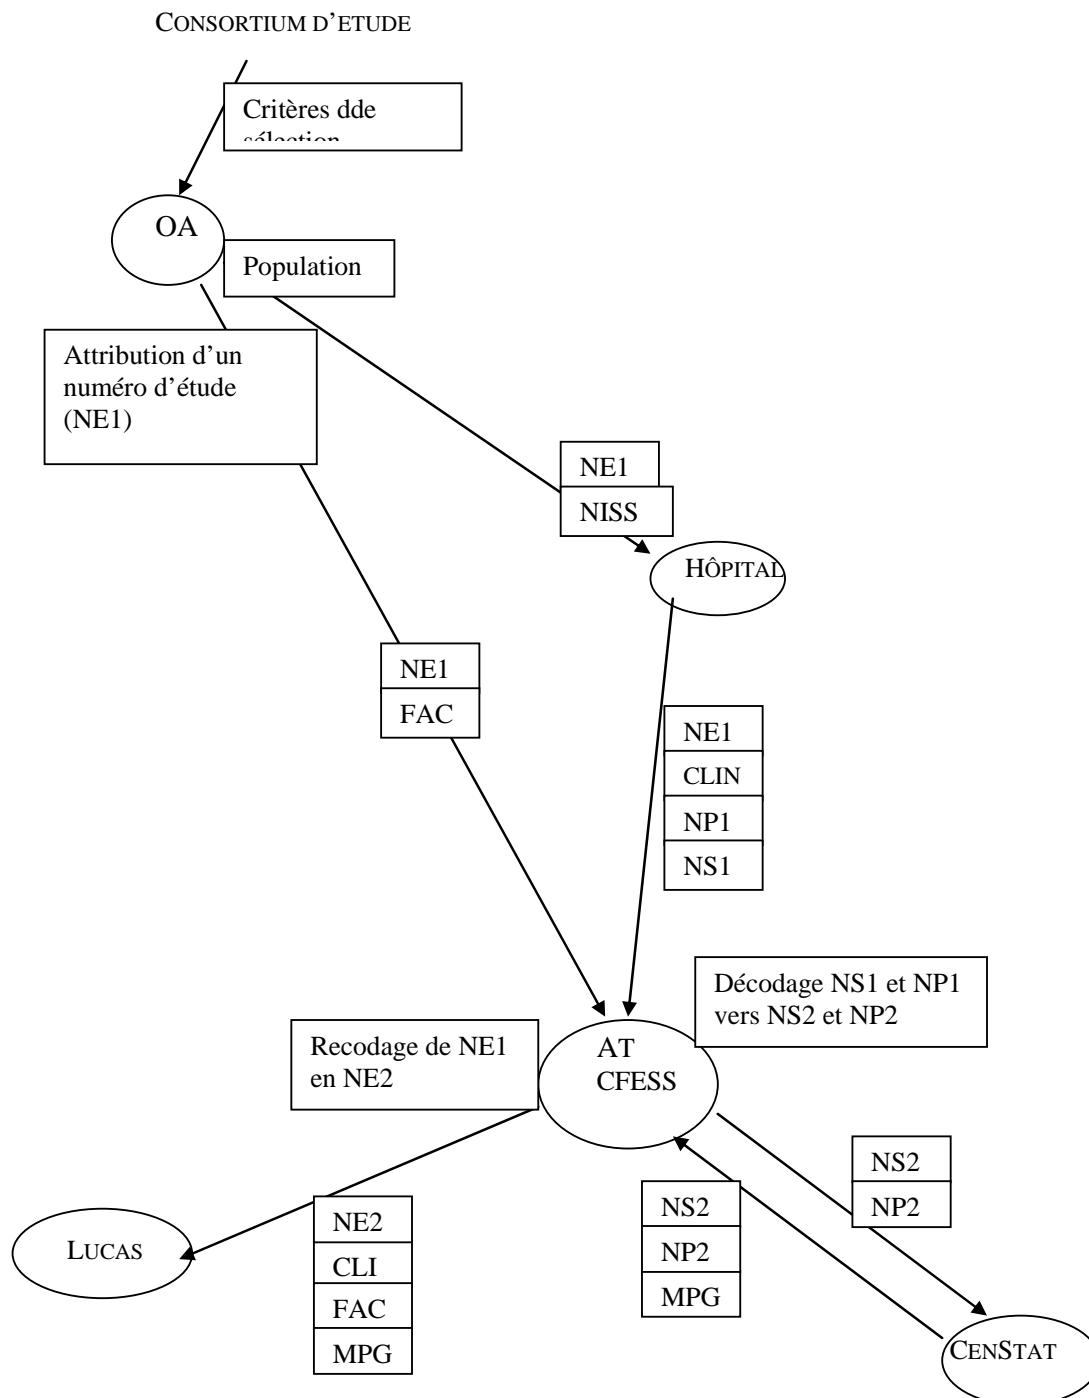 CONSORTIUM D’ETUDE
Critères dde
sélection
OA
Population
Attribution d’un
numéro d’étude
(NE1)
NE1
NISS
HÔPITAL
NE1
FAC
NE1
CLIN
NP1
NS1
Décodage NS1 et NP1
vers NS2 et NP2
Recodage de NE1
en NE2
AT
CFESS
NS2
NP2
NS2
NP2
MPG
NE2
CLI
FAC
MPG
LUCAS
CENSTAT